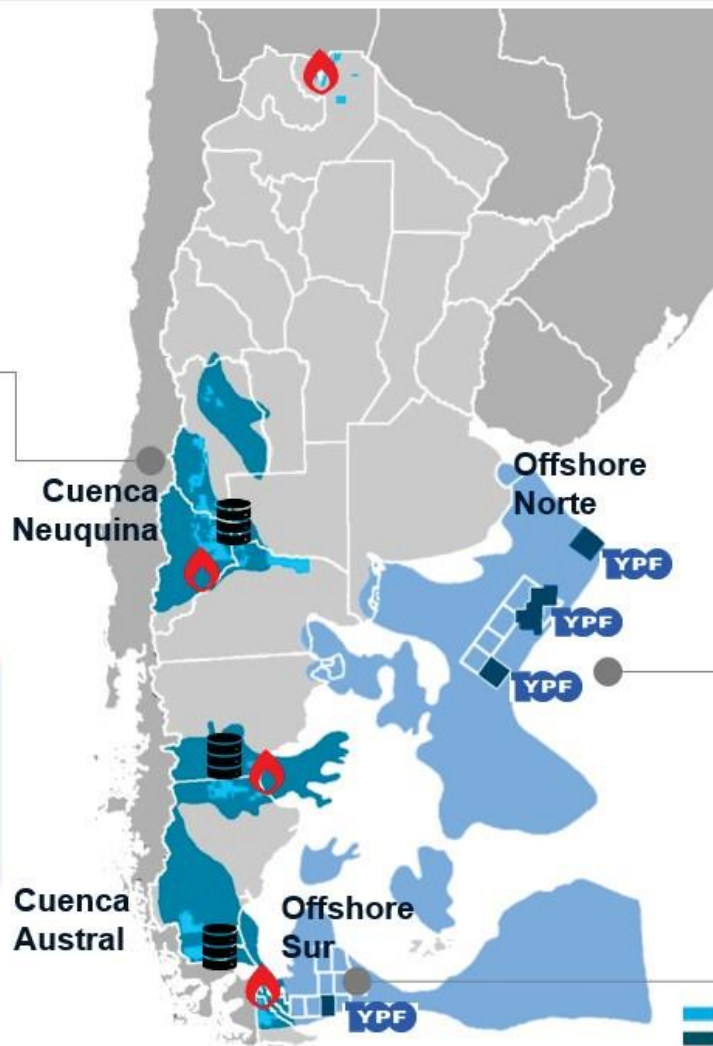 Offshore
Norte
Cuenca
Neuquina
YPF
YPF
YPF
Cuenca
Austral
Offshore
Sur
YPF